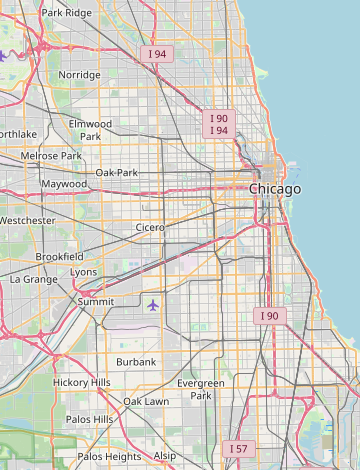 Park Ridge
I 94
Norridge
I 90
I 94
Elmwood
Park
orthlake
Melrose Park
Oak Park
Maywood
Chicago
Westchester
Cicero
Brookfield
Lyons
La Grange
Summit
I 90
Burbank
Hickory Hills
Evergreen
Park
Oak Lawn
Palos Hills
I 57
Palos Heights
Alsip